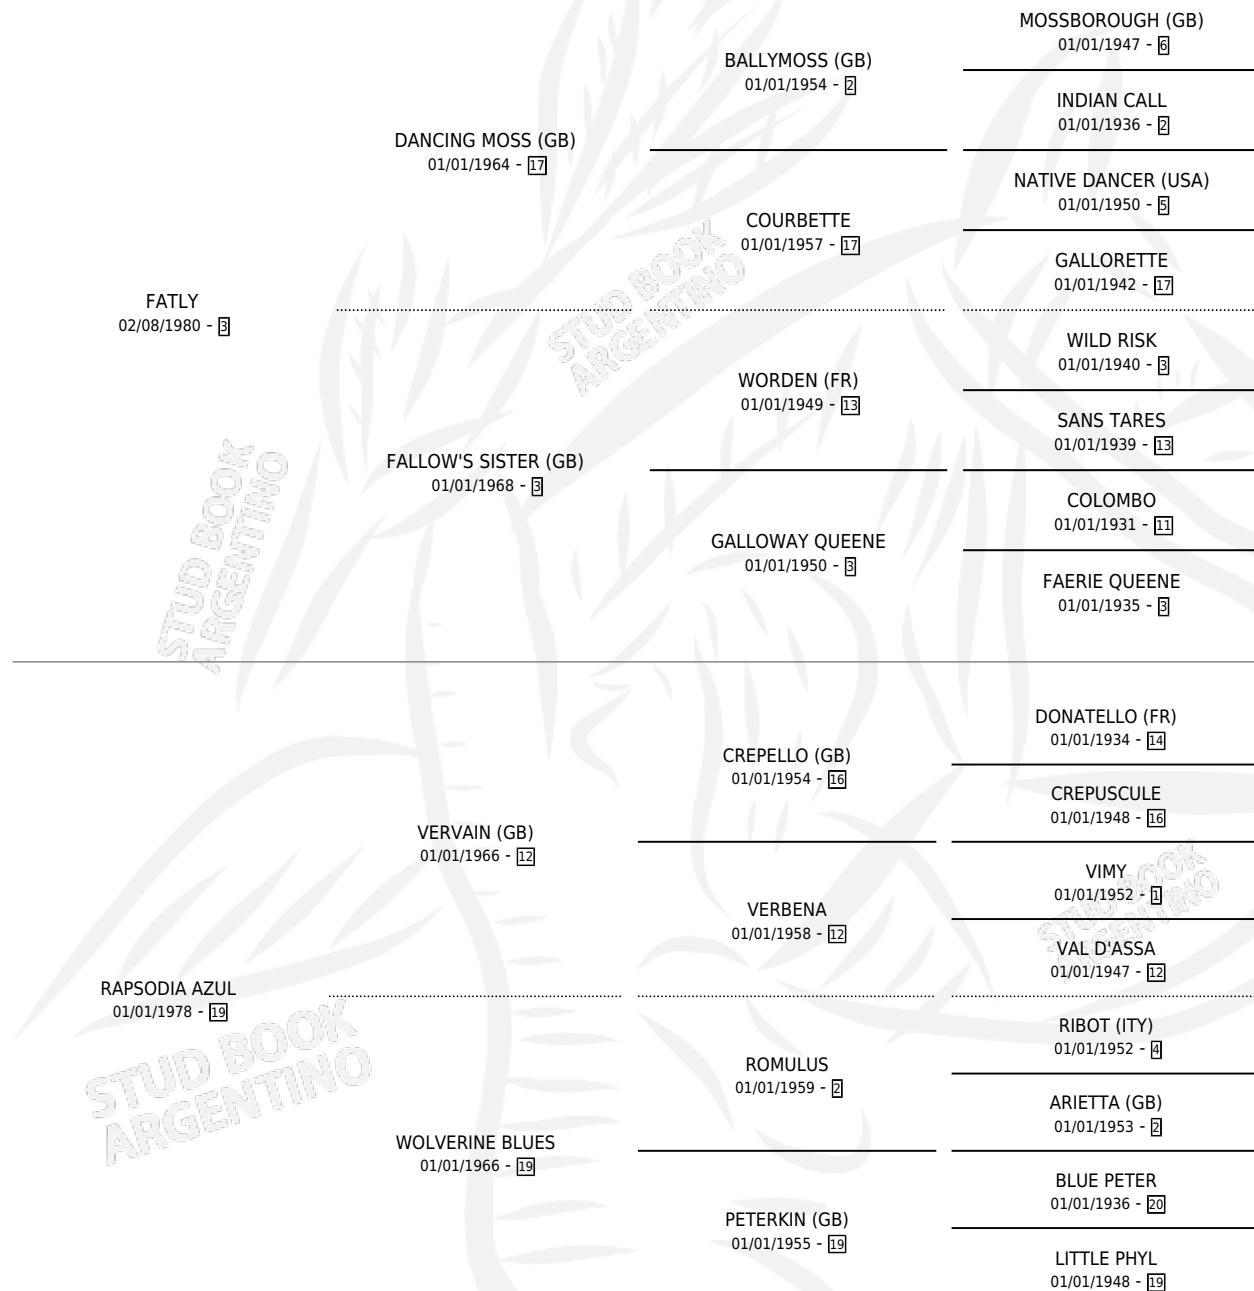 MOSSBOROUGH (GB)
01/01/1947 - 6
BALLYMOSS (GB)
01/01/1954 - 2
INDIAN CALL
01/01/1936 - 2
DANCING MOSS (GB)
01/01/1964 - 17
NATIVE DANCER (USA)
01/01/1950 - 5
COURBETTE
01/01/1957 - 17
GALLORETTE
01/01/1942 - 17
FATLY
02/08/1980 - 3
WILD RISK
01/01/1940 - 3
WORDEN (FR)
01/01/1949 - 13
SANS TARES
01/01/1939 - 13
FALLOW'S SISTER (GB)
01/01/1968 - 3
COLOMBO
01/01/1931 - 11
GALLOWAY QUEENE
01/01/1950 - 3
FAERIE QUEENE
01/01/1935 - 3
STUD BOOK
ARGENTINO
STUD BOOK
ARGENTINO
DONATELLO (FR)
01/01/1934 - 14
CREPELLO (GB)
01/01/1954 - 16
CREPUSCULE
01/01/1948 - 16
VERVAIN (GB)
01/01/1966 - 12
VIMY
01/01/1952 - 1
VERBENA
01/01/1958 - 12
VAL D'ASSA
01/01/1947 - 12
STUD BOOK
ARGENTINO
RAPSODIA AZUL
01/01/1978 - 19
RIBOT (ITY)
01/01/1952 - 4
ROMULUS
01/01/1959 - 2
ARIETTA (GB)
01/01/1953 - 2
WOLVERINE BLUES
01/01/1966 - 19
BLUE PETER
01/01/1936 - 20
PETERKIN (GB)
01/01/1955 - 19
LITTLE PHYL
01/01/1948 - 19
STUD BOOK
ARGENTINO